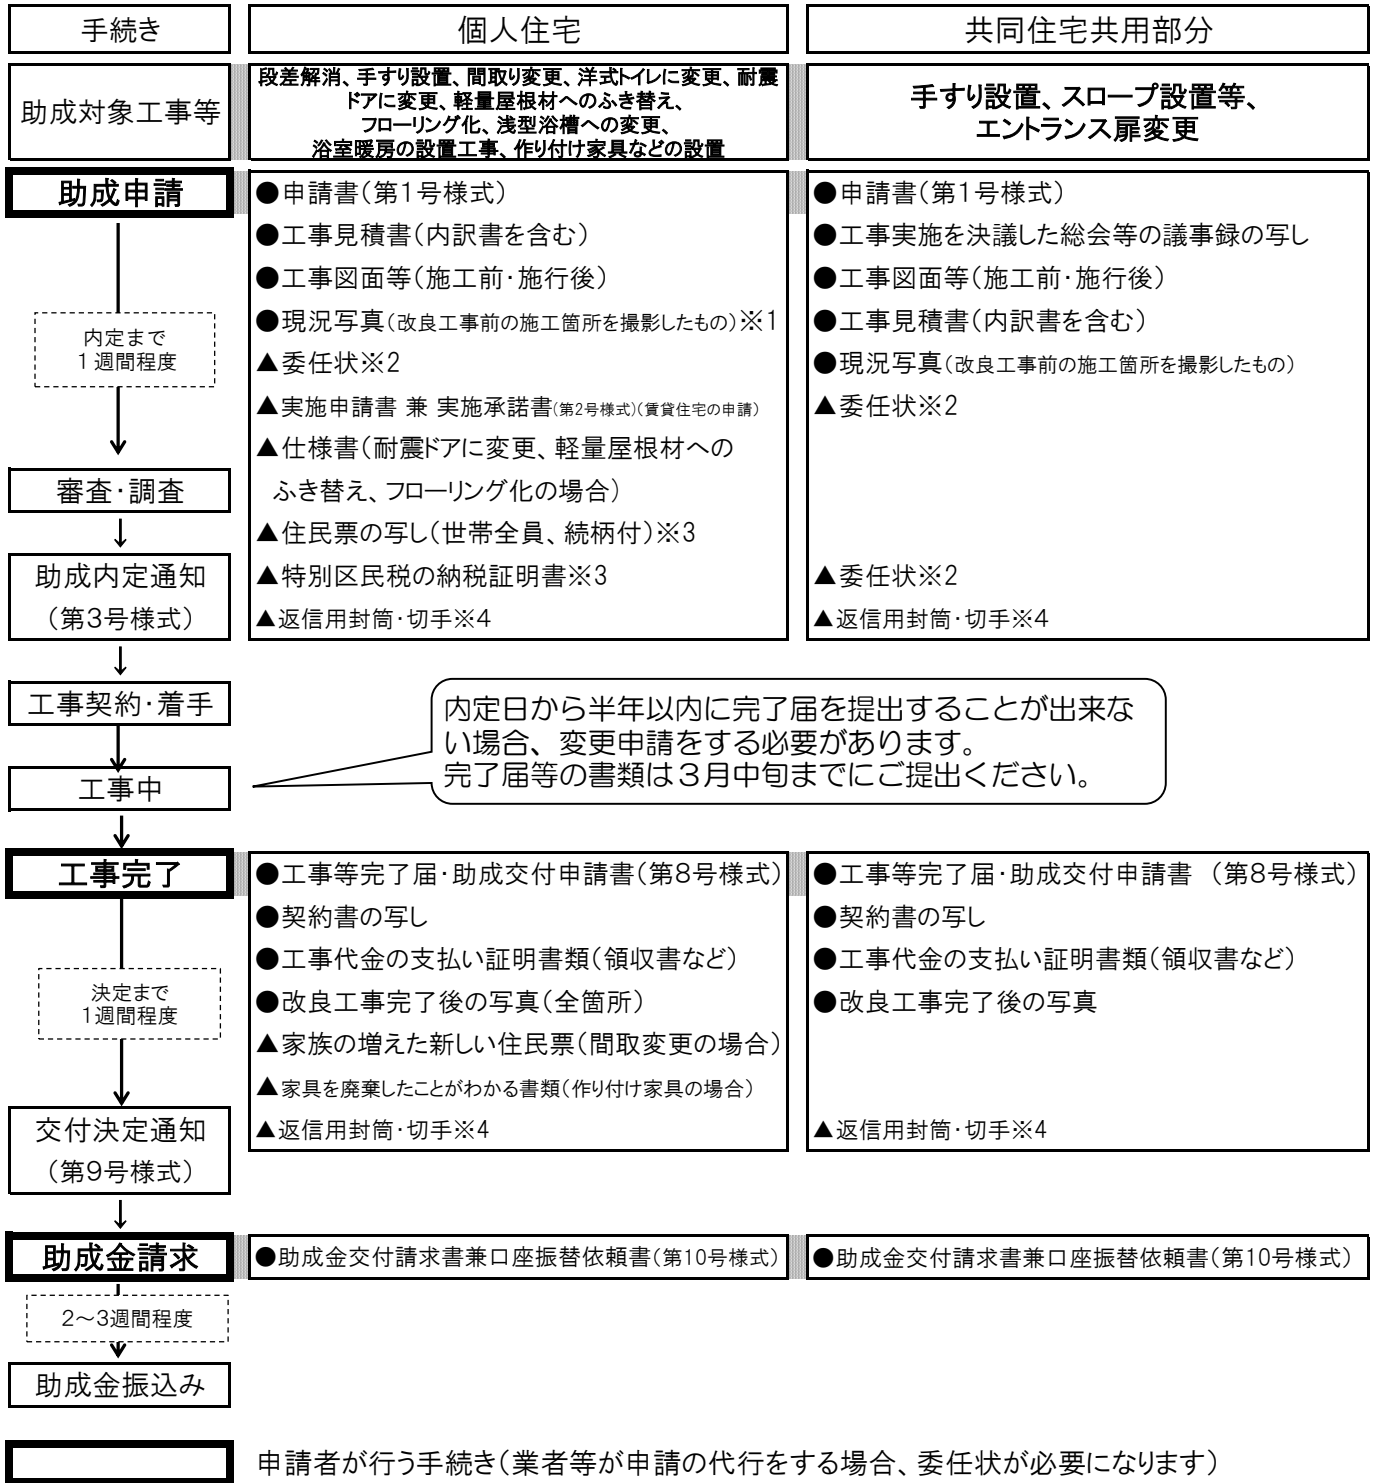 手続き
個人住宅
共同住宅共用部分
助成対象工事等
段差解消、手すり設置、間取り変更、洋式トイレに変更、耐震
ドアに変更、軽量屋根材へのふき替え、
フローリング化、浅型浴槽への変更、
浴室暖房の設置工事、作り付け家具などの設置
手すり設置、スロープ設置等、
エントランス扉変更
助成申請
内定まで
1週間程度
審査・調査
↓
助成内定通知
（第3号様式）
↓
工事契約・着手
工事中
●申請書（第1号様式）
●工事見積書（内訳書を含む）
●工事図面等（施工前・施行後）
●現況写真（改良工事前の施工箇所を撮影したもの）※1
▲委任状※2
▲実施申請書 兼 実施承諾書（第2号様式）（賃貸住宅の申請）
▲仕様書（耐震ドアに変更、軽量屋根材への
ふき替え、フローリング化の場合）
▲住民票の写し（世帯全員、続柄付）※3
▲特別区民税の納税証明書※3
▲返信用封筒・切手※4
●申請書（第1号様式）
●工事実施を決議した総会等の議事録の写し
●工事図面等（施工前・施行後）
●工事見積書（内訳書を含む）
●現況写真（改良工事前の施工箇所を撮影したもの）
▲委任状※2
▲委任状※2
▲返信用封筒・切手※4
内定日から半年以内に完了届を提出することが出来な
い場合、変更申請をする必要があります。
完了届等の書類は３月中旬までにご提出ください。
工事完了
決定まで
1週間程度
交付決定通知
（第9号様式）
↓
●工事等完了届・助成交付申請書（第8号様式）
●契約書の写し
●工事代金の支払い証明書類（領収書など）
●改良工事完了後の写真（全箇所）
▲家族の増えた新しい住民票（間取変更の場合）
▲家具を廃棄したことがわかる書類（作り付け家具の場合）
▲返信用封筒・切手※4
●工事等完了届・助成交付申請書　（第8号様式）
●契約書の写し
●工事代金の支払い証明書類（領収書など）
●改良工事完了後の写真
▲返信用封筒・切手※4
助成金請求
●助成金交付請求書兼口座振替依頼書（第10号様式）
●助成金交付請求書兼口座振替依頼書（第10号様式）
2～3週間程度
助成金振込み
申請者が行う手続き（業者等が申請の代行をする場合、委任状が必要になります）